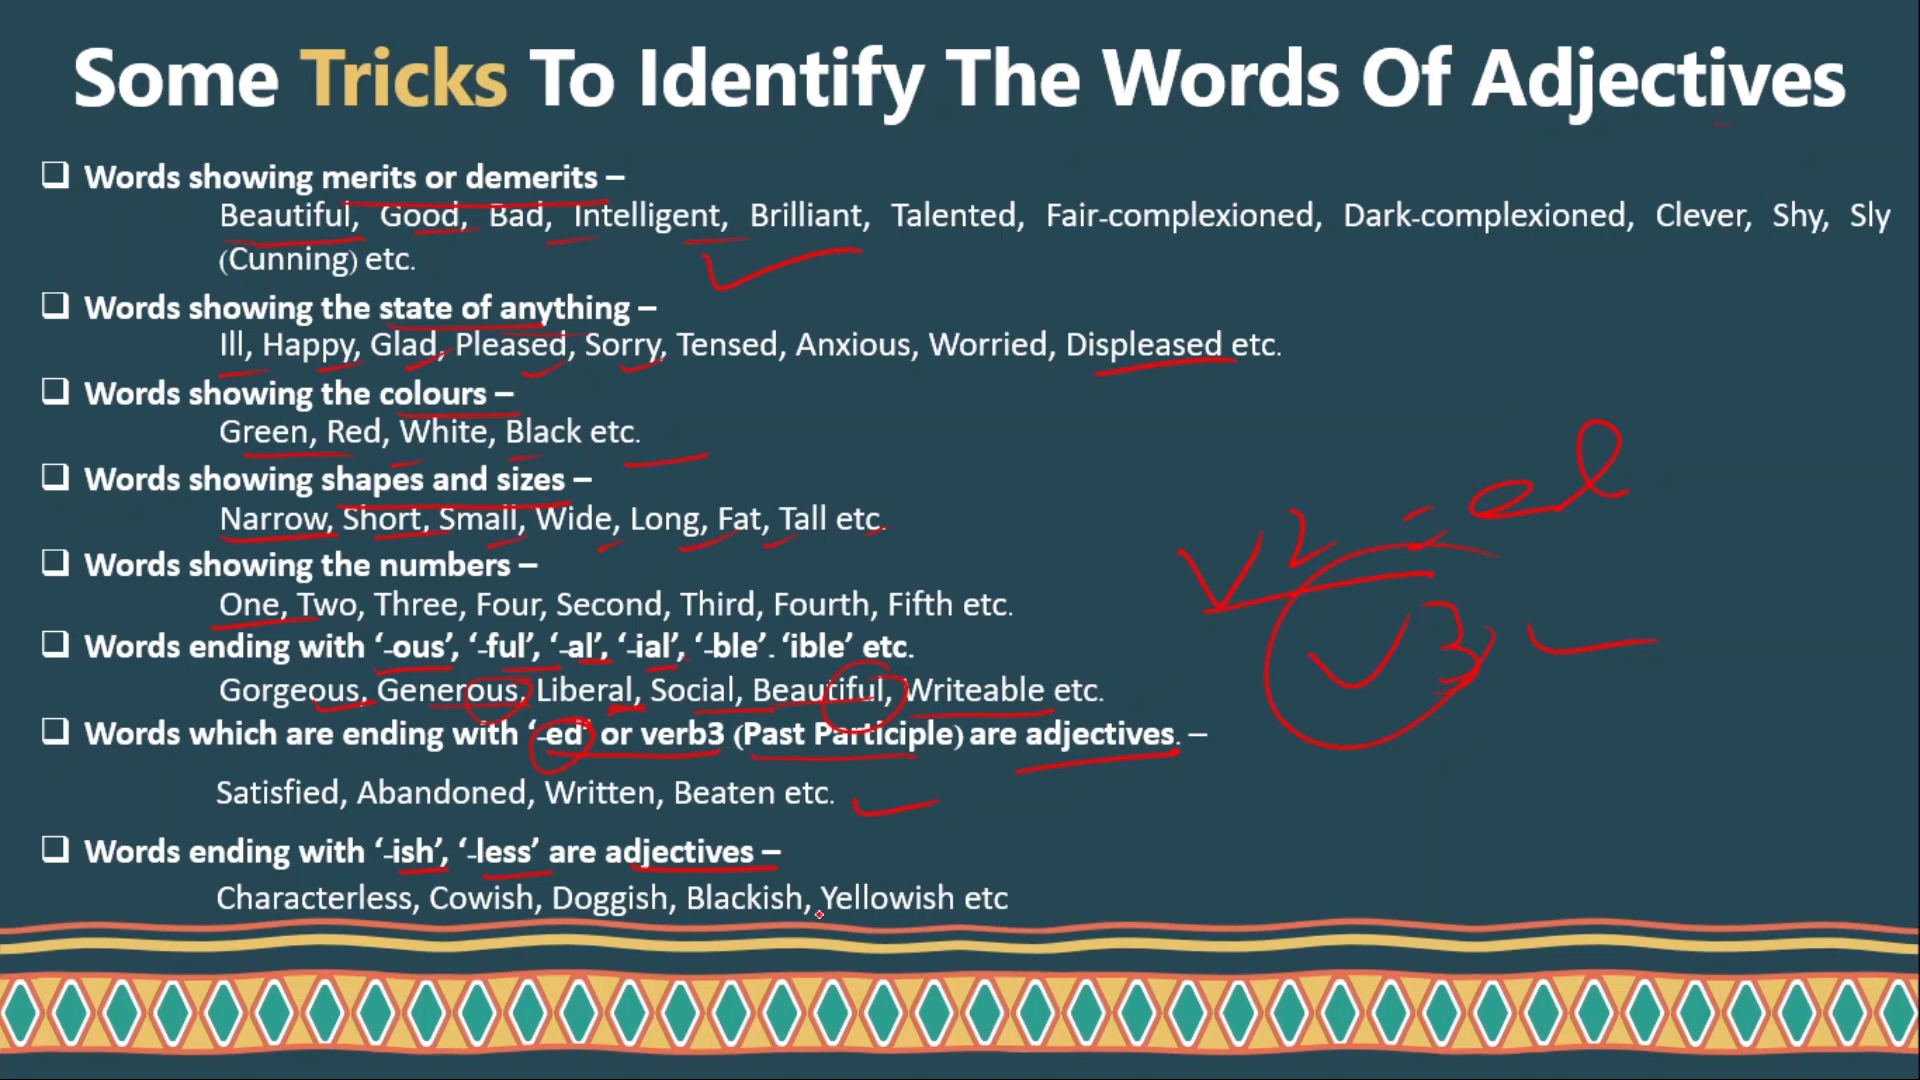 Some Tricks To Identify The Words Of Adjectives
Words showing merits or demerits –
Beautiful, Good, Bad, Intelligent, Brilliant, Talented, Fair-complexioned, Dark-complexioned, Clever, Shy, Sly
(Cunning) etc.
Words showing the state of anything –
Ill, Happy, Glad, Pleased, Sorry, Tensed, Anxious, Worried, Displeased etc.
Words showing the colours –
Green, Red, White, Black etc.
Words showing shapes and sizes –
Narrow, Short, Small, Wide, Long, Fat, Tall etc.
Words showing the numbers –
One, Two, Three, Four, Second, Third, Fourth, Fifth etc.
Words ending with ‘-ous’, ‘-ful’, ‘-al’, ‘-ial’, ‘-ble’. ‘ible’ etc.
Gorgeous, Generous, Liberal, Social, Beautiful, Writeable etc.
Words which are ending with ‘-ed’ or verb3 (Past Participle) are adjectives. –
Satisfied, Abandoned, Written, Beaten etc.
Words ending with ‘-ish’, ‘-less’ are adjectives –
Characterless, Cowish, Doggish, Blackish, Yellowish etc
V2
V3